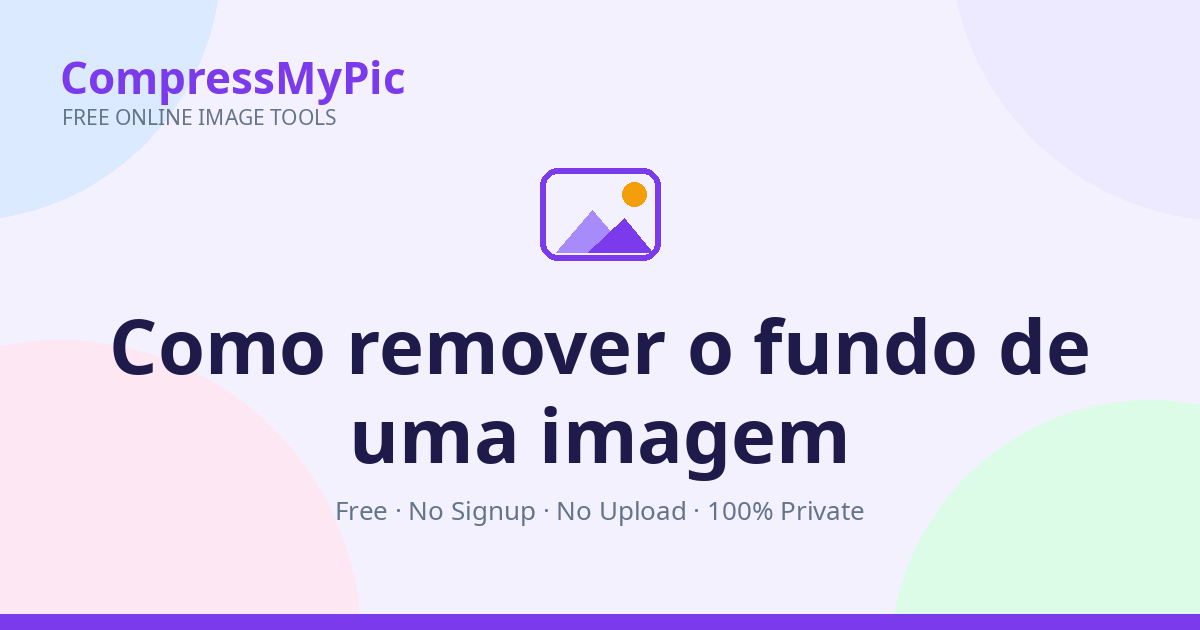 CompressMyPic
FREE ONLINE IMAGE TOOLS
Como remover o fundo de
uma imagem
Free · No Signup · No Upload · 100% Private